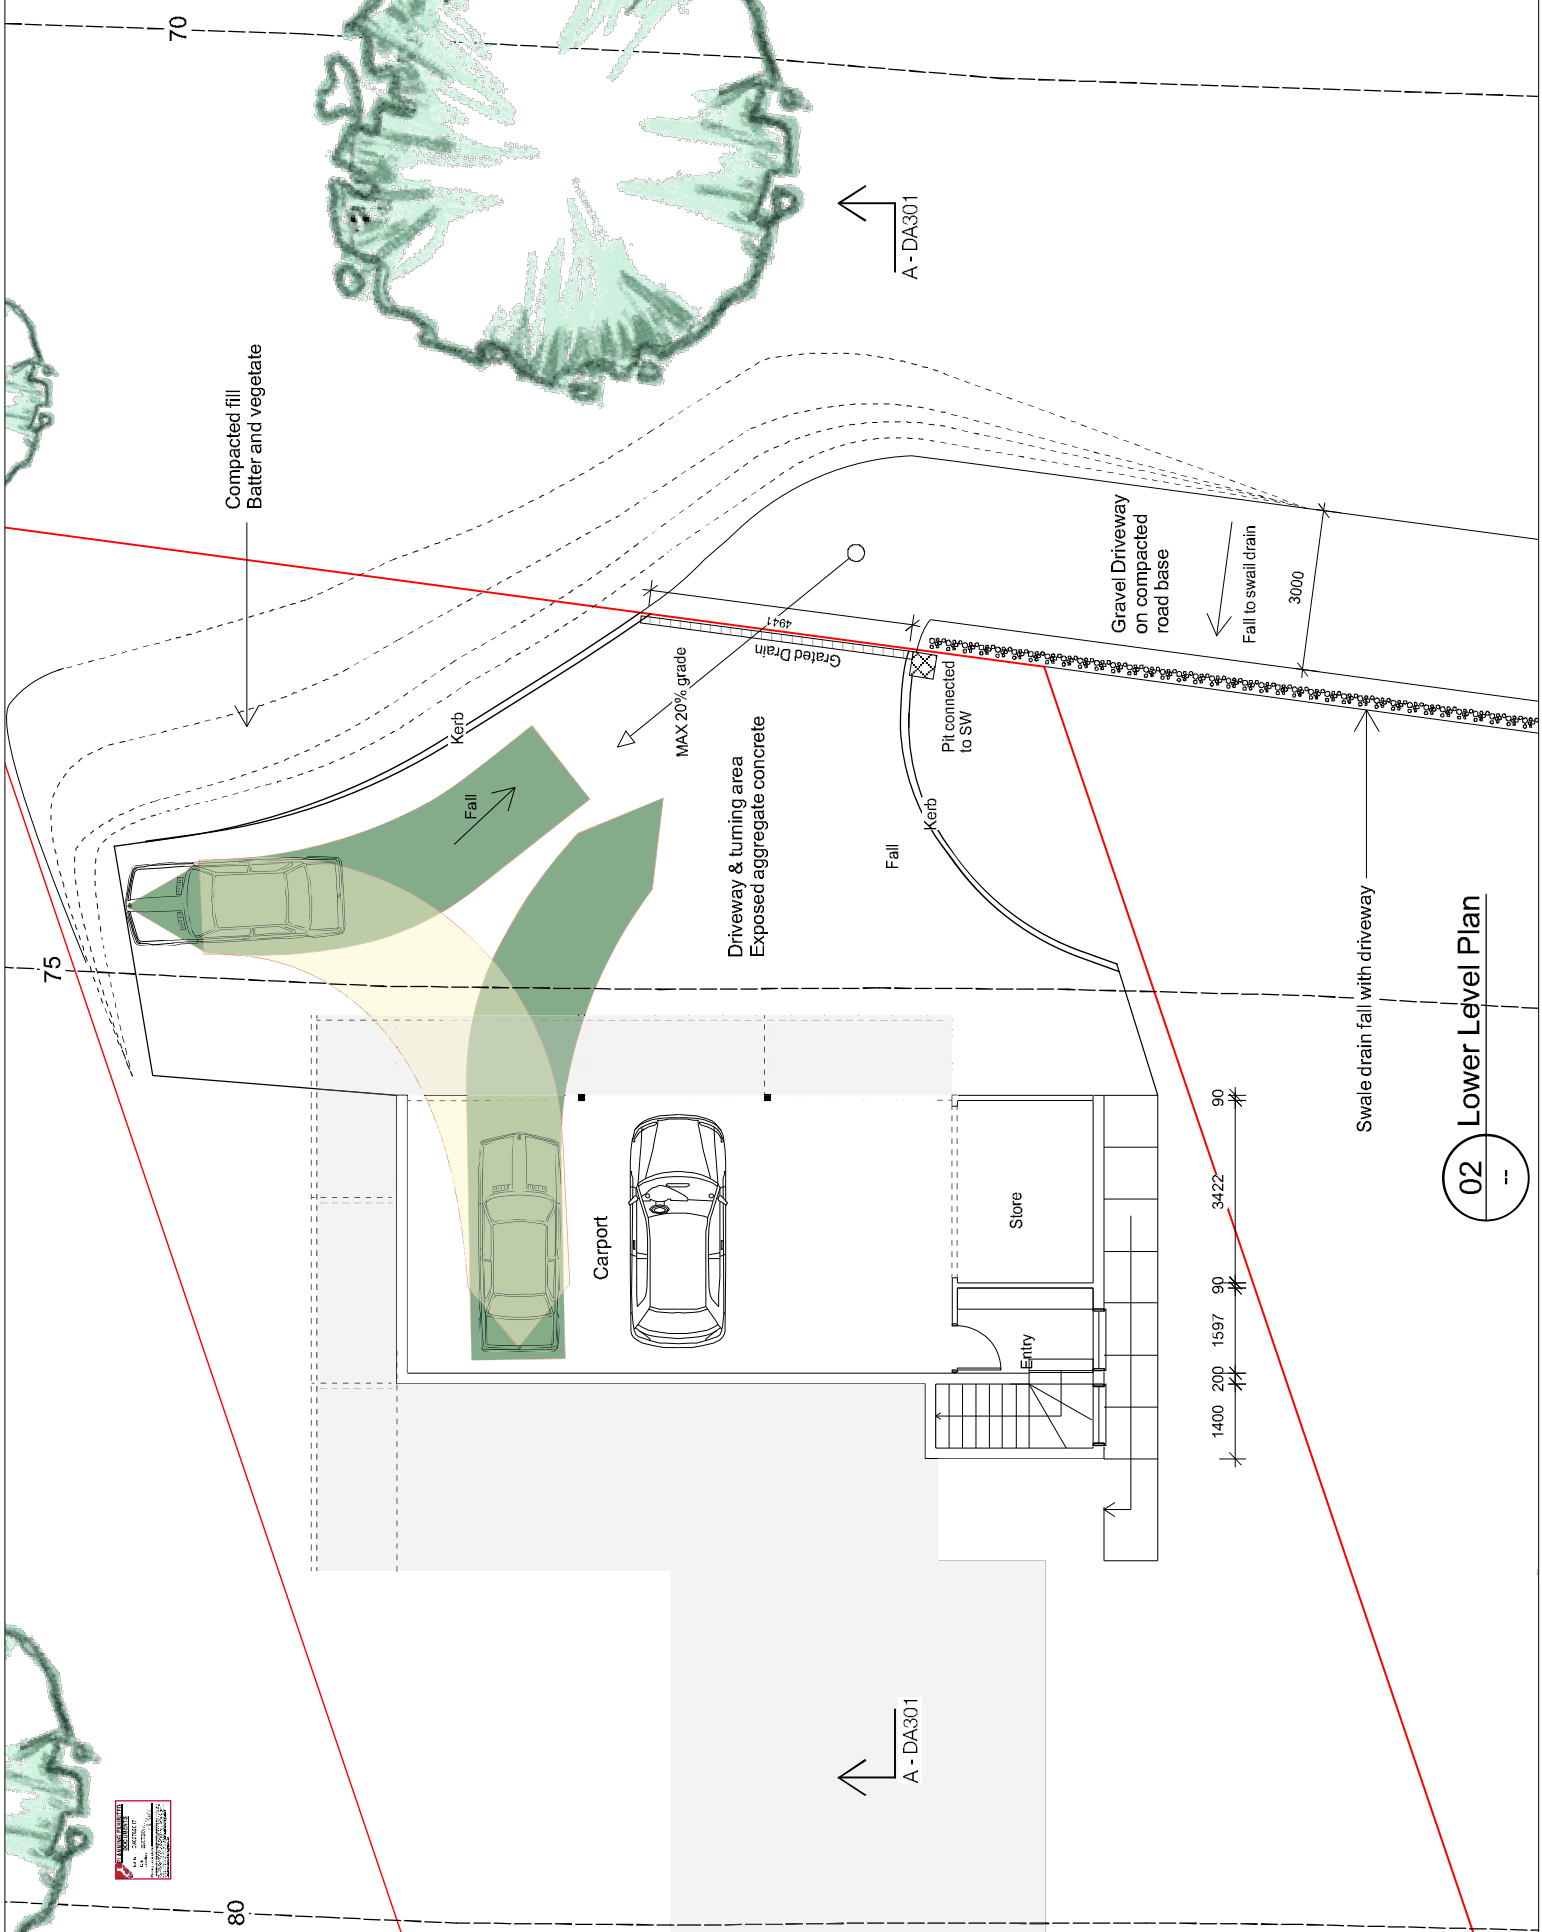 70
75
80
Compacted fill
Batter and vegetate
A - DA301
Kerb
Fall
MAX 20% grade
4941
Grated Drain
Driveway & turning area
Exposed aggregate concrete
Pit connected
to SW
Kerb
Fall
Gravel Driveway
on compacted
road base
Fall to swail drain
3000
Swale drain fall with driveway
Carport
Store
Entry
1400
200
1597
90
3422
90
A - DA301
02
--
Lower Level Plan
PLANNING EXHIBITED
DOCUMENTS